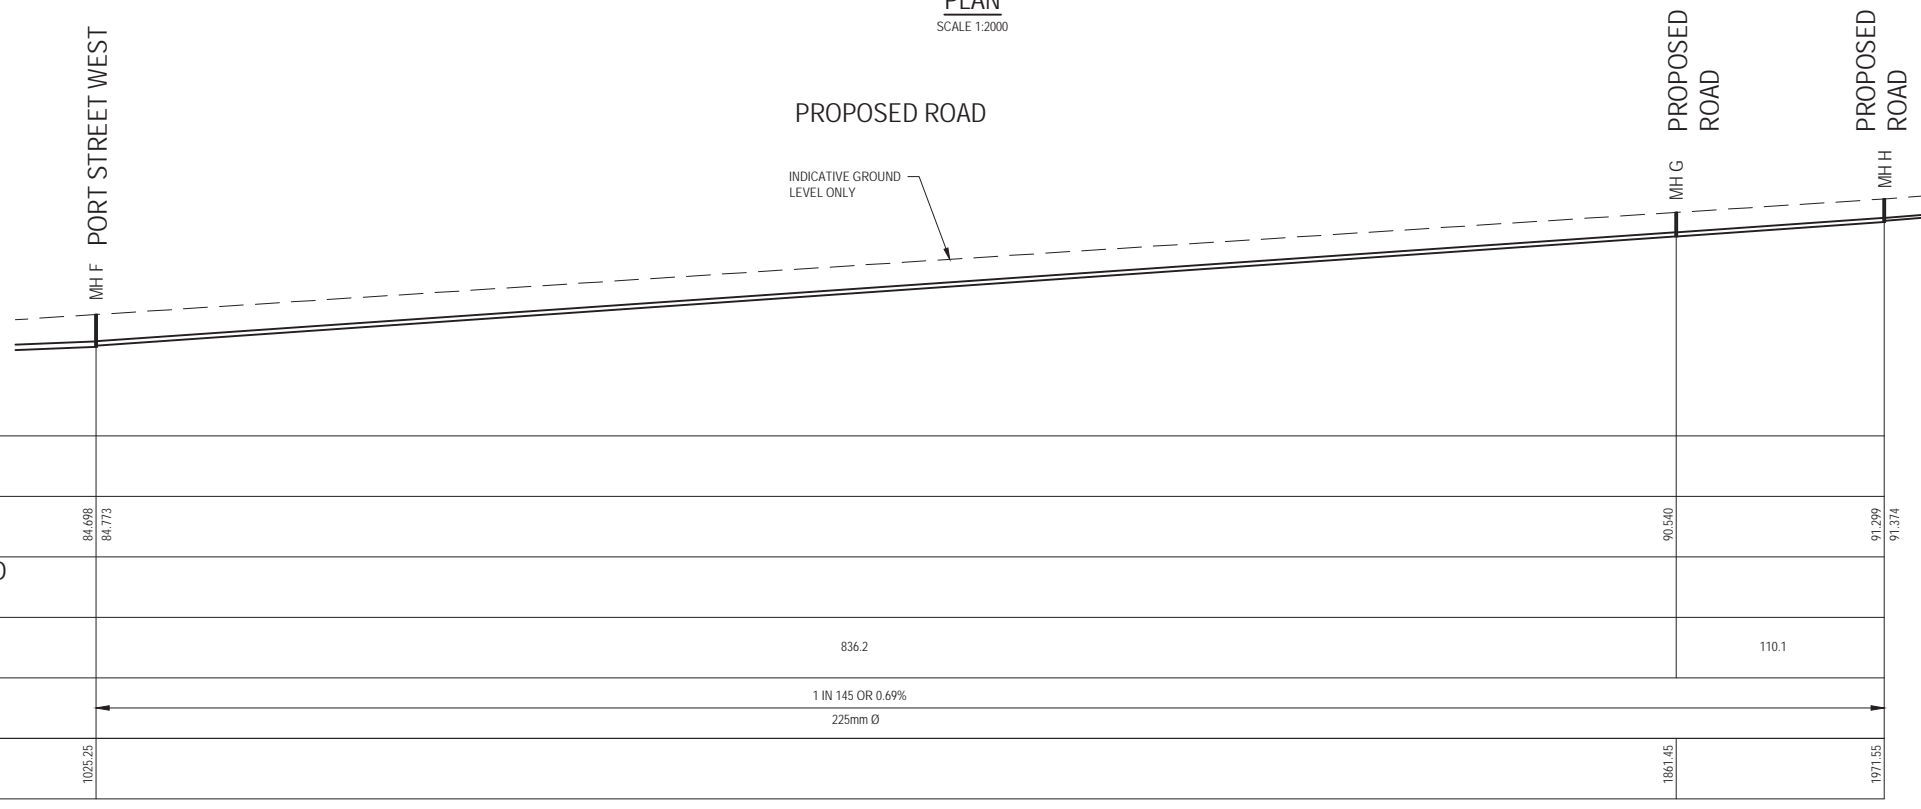 PLAN
SCALE 1:2000
PORT STREET WEST
MH F
PROPOSED ROAD
INDICATIVE GROUND
LEVEL ONLY
PROPOSED
ROAD
MH G
PROPOSED
ROAD
MH H
84.698
84.773
90.540
91.299
91.374
836.2
110.1
1 IN 145 OR 0.69%
225mm Ø
1025.25
1861.45
1971.55